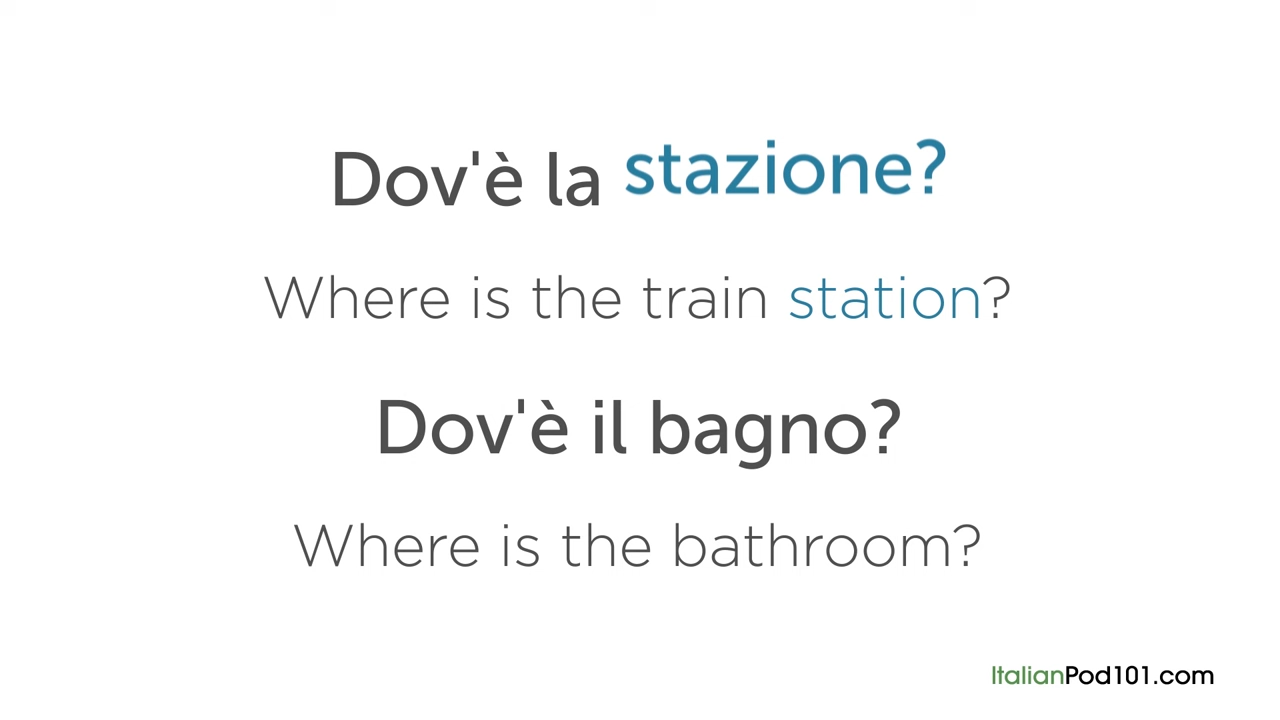 Dov'è la stazione?
Where is the train station?
Dov'è il bagno?
Where is the bathroom?
ItalianPod101.com